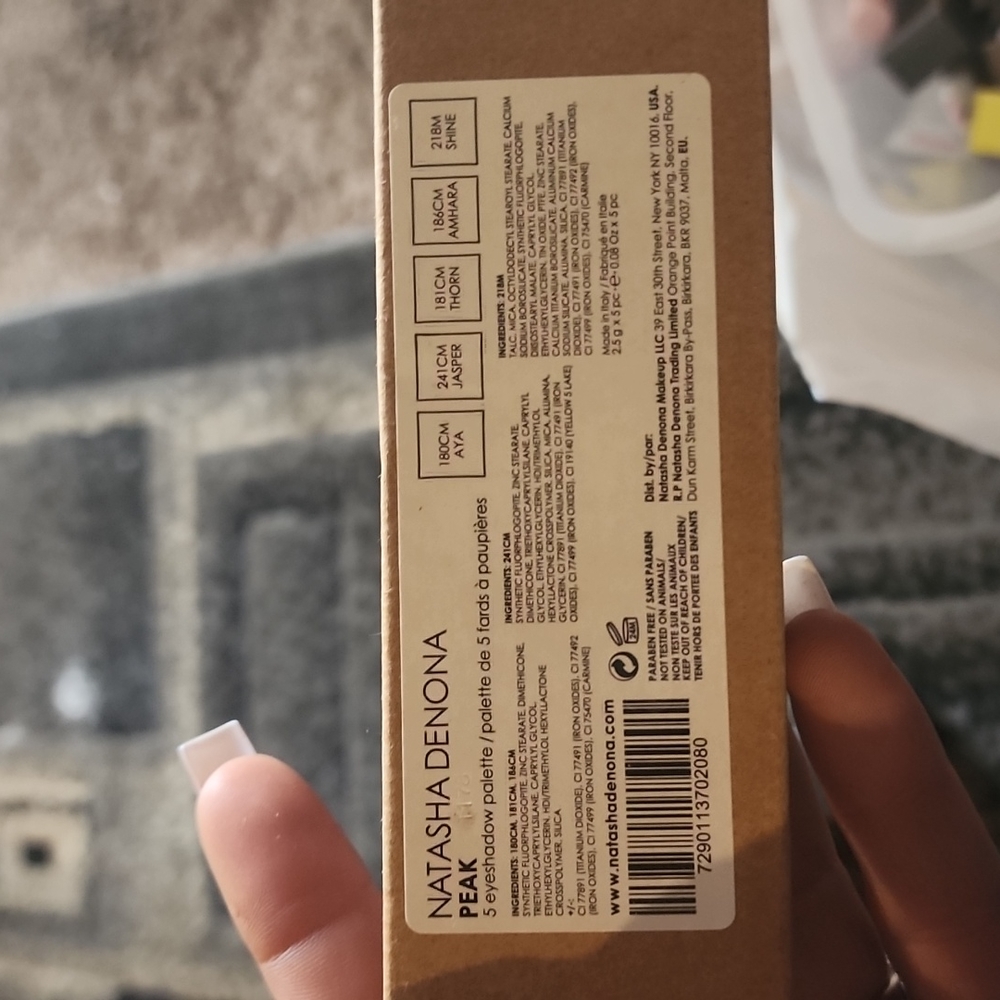 NATASHA DENONA
PEAK
5 eyeshadow palette / palette de 5 fards à paupières
180CM
AYA
241CM
JASPER
181CM
THORN
186CM
AMHARA
218M
SHINE
INGREDIENTS: 180CM, 181CM, 186CM
SYNTHETIC FLUORPHLOGOPITE, ZINC STEARATE, DIMETHICONE,
TRIETHOXYCAPRYLYLSILANE, CAPRYLYL GLYCOL,
ETHYLHEXYLGLYCERIN, HDI/TRIMETHYLOL HEXYLLACTONE
CROSSPOLYMER, SILICA
+/-:
CI 77891 (TITANIUM DIOXIDE), CI 77491 (IRON OXIDES), CI 77492
(IRON OXIDES), CI 77499 (IRON OXIDES), CI 75470 (CARMINE)
INGREDIENTS: 241CM
SYNTHETIC FLUORPHLOGOPITE, ZINC STEARATE,
DIMETHICONE, TRIETHOXYCAPRYLYLSILANE, CAPRYLYL
GLYCOL, ETHYLHEXYLGLYCERIN, HDI/TRIMETHYLOL
HEXYLLACTONE CROSSPOLYMER, SILICA, MICA, ALUMINA,
GLYCERIN, CI 77891 (TITANIUM DIOXIDE), CI 77491 (IRON
OXIDES), CI 77499 (IRON OXIDES), CI 19140 (YELLOW 5 LAKE)
INGREDIENTS: 218M
TALC, MICA, OCTYLDODECYL STEAROYL STEARATE, CALCIUM
SODIUM BOROSILICATE, SYNTHETIC FLUORPHLOGOPITE,
DIISOSTEARYL MALATE, CAPRYLYL GLYCOL,
ETHYLHEXYLGLYCERIN, TIN OXIDE, PTFE, ZINC STEARATE,
CALCIUM TITANIUM BOROSILICATE, ALUMINUM CALCIUM
SODIUM SILICATE, ALUMINA, SILICA, CI 77891 (TITANIUM
DIOXIDE), CI 77491 (IRON OXIDES), CI 77492 (IRON OXIDES),
CI 77499 (IRON OXIDES), CI 75470 (CARMINE)
Made in Italy / Fabriqué en Italie
2.5 g x 5 pc ℮ 0.08 Oz x 5 pc
www.natashadenona.com
7290113702080
24M
PARABEN FREE / SANS PARABEN
NOT TESTED ON ANIMALS/
NON TESTE SUR LES ANIMAUX
KEEP OUT OF REACH OF CHILDREN/
TENIR HORS DE PORTEE DES ENFANTS
Dist. by/par:
Natasha Denona Makeup LLC 39 East 30th Street, New York NY 10016, USA.
R.P Natasha Denona Trading Limited Orange Point Building, Second Floor,
Dun Karm Street, Birkirkara By-Pass, Birkirkara, BKR 9037, Malta, EU.